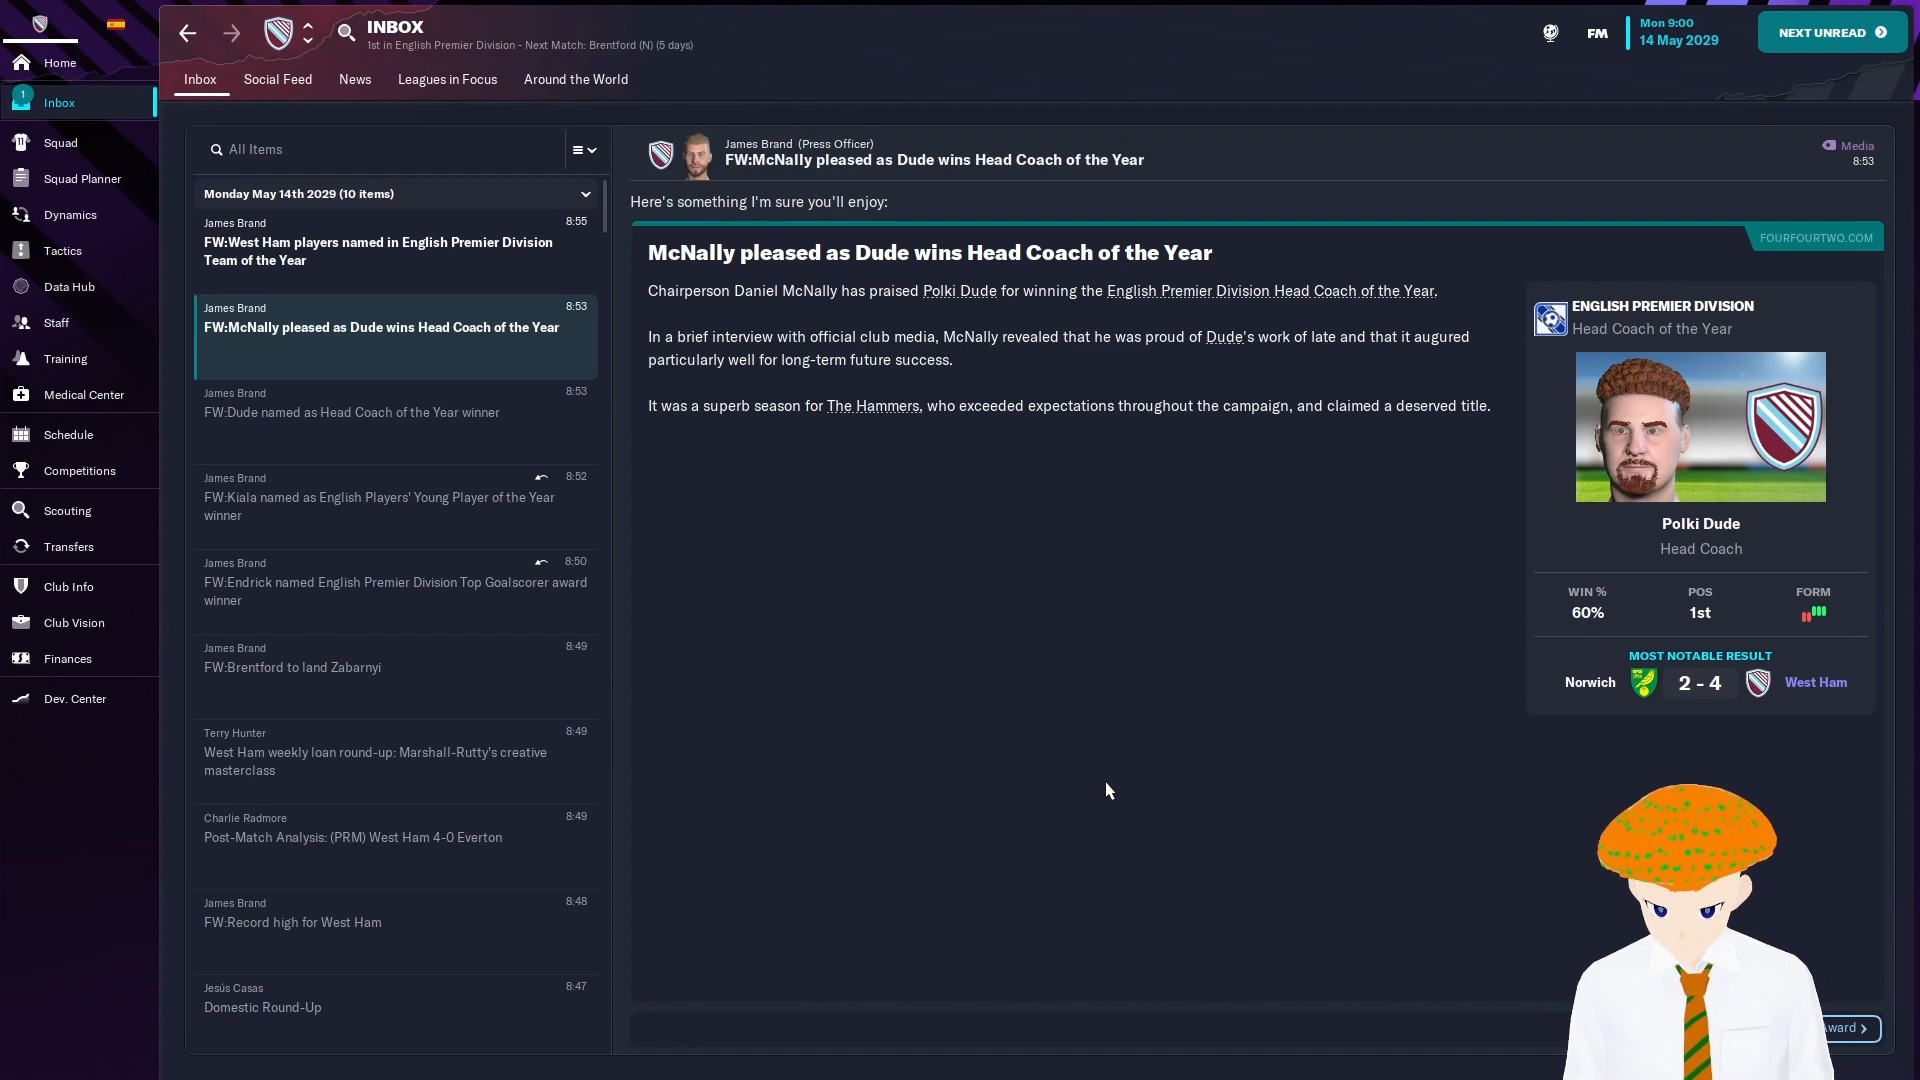 INBOX
1st in English Premier Division - Next Match: Brentford (N) (5 days)
FM
Mon 9:00
14 May 2029
NEXT UNREAD
Inbox
Social Feed
News
Leagues in Focus
Around the World
Home
1
Inbox
Squad
Squad Planner
Dynamics
Tactics
Data Hub
Staff
Training
Medical Center
Schedule
Competitions
Scouting
Transfers
Club Info
Club Vision
Finances
Dev. Center
All Items
Monday May 14th 2029 (10 items)
James Brand
8:55
FW:West Ham players named in English Premier Division
Team of the Year
James Brand
8:53
FW:McNally pleased as Dude wins Head Coach of the Year
James Brand
8:53
FW:Dude named as Head Coach of the Year winner
James Brand
8:52
FW:Kiala named as English Players' Young Player of the Year
winner
James Brand
8:50
FW:Endrick named English Premier Division Top Goalscorer award
winner
James Brand
8:49
FW:Brentford to land Zabarnyi
Terry Hunter
8:49
West Ham weekly loan round-up: Marshall-Rutty's creative
masterclass
Charlie Radmore
8:49
Post-Match Analysis: (PRM) West Ham 4-0 Everton
James Brand
8:48
FW:Record high for West Ham
Jesús Casas
8:47
Domestic Round-Up
James Brand (Press Officer)
FW:McNally pleased as Dude wins Head Coach of the Year
Media
8:53
Here's something I'm sure you'll enjoy:
FOURFOURTWO.COM
McNally pleased as Dude wins Head Coach of the Year
Chairperson Daniel McNally has praised Polki Dude for winning the English Premier Division Head Coach of the Year.
In a brief interview with official club media, McNally revealed that he was proud of Dude's work of late and that it augured
particularly well for long-term future success.
It was a superb season for The Hammers, who exceeded expectations throughout the campaign, and claimed a deserved title.
ENGLISH PREMIER DIVISION
Head Coach of the Year
Polki Dude
Head Coach
WIN %
POS
FORM
60%
1st
MOST NOTABLE RESULT
Norwich
2 - 4
West Ham
ward